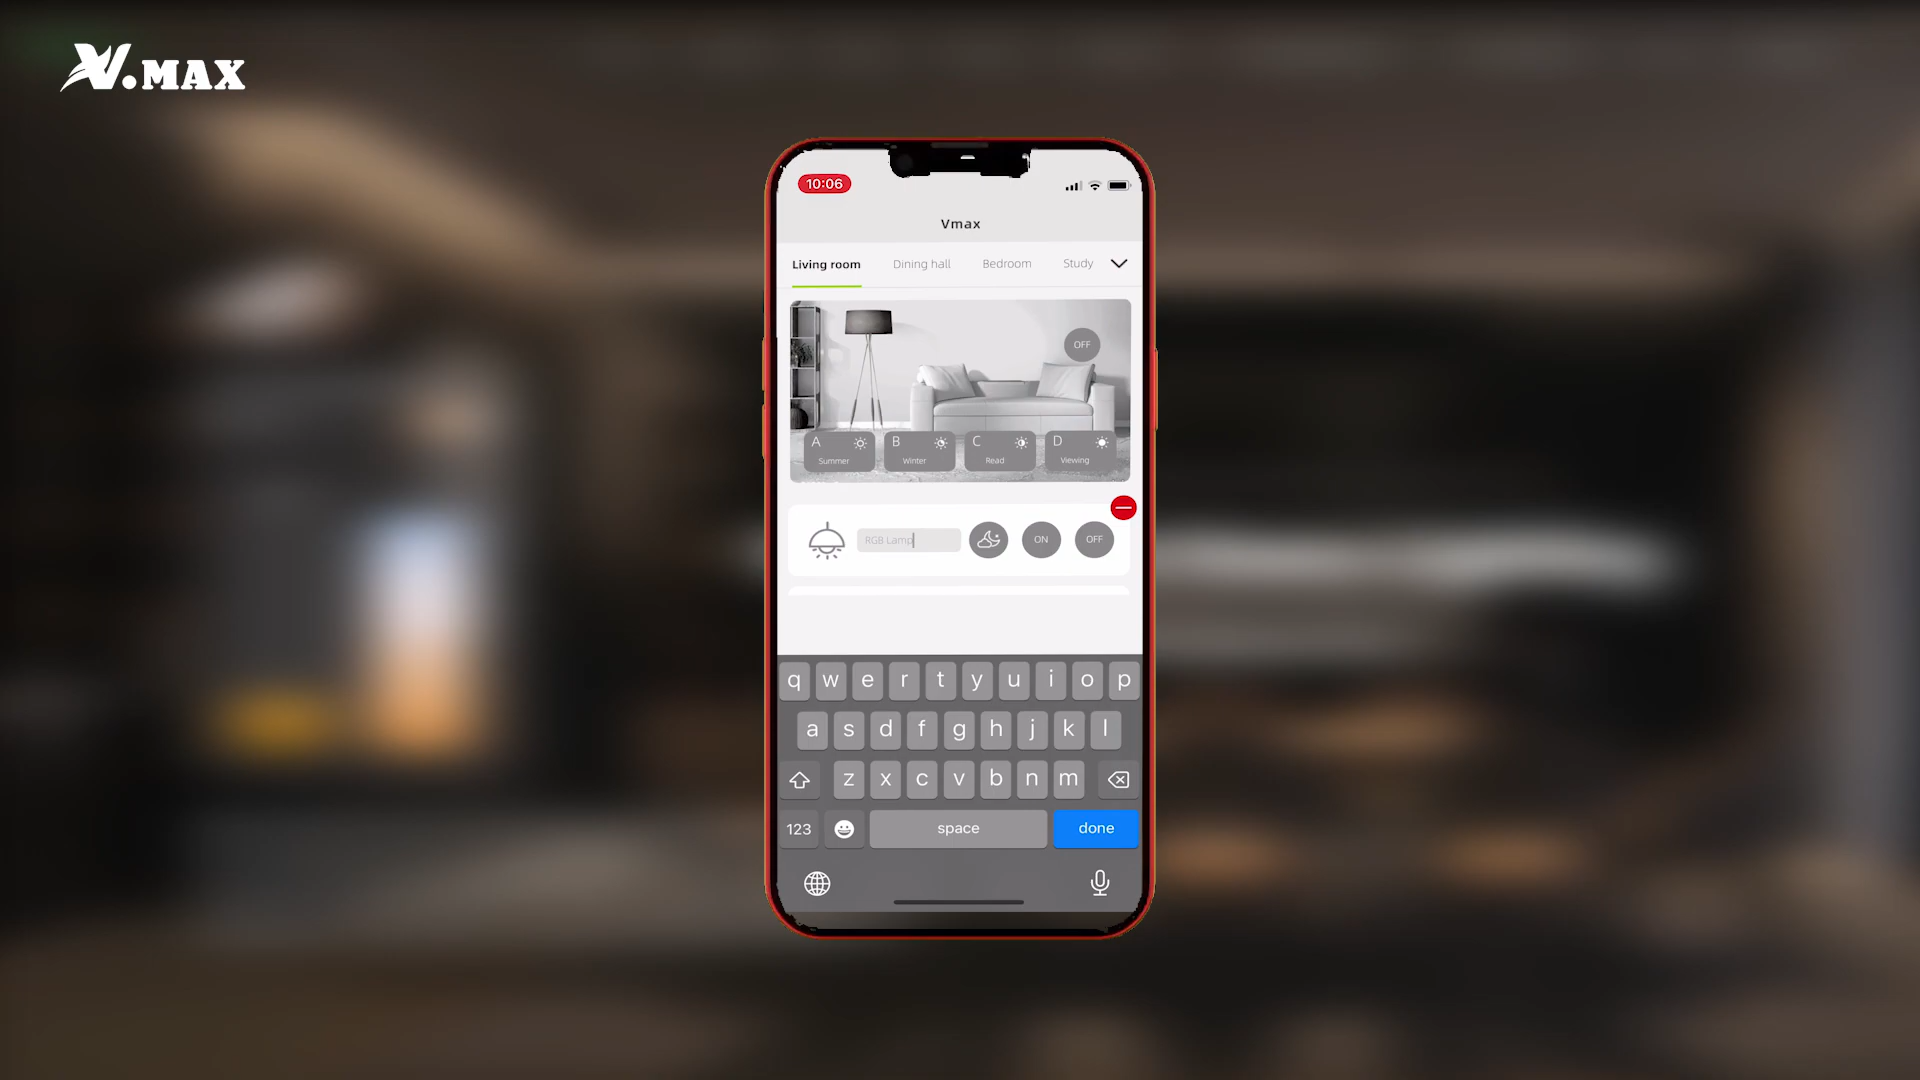 V.MAX
10:06
Vmax
Living room Dining hall Bedroom Study
OFF
A B C D
Summer Winter Read Viewing
RGB Lamp ON OFF
q w e r t y u i o p
a s d f g h j k l
z x c v b n m
123 space done